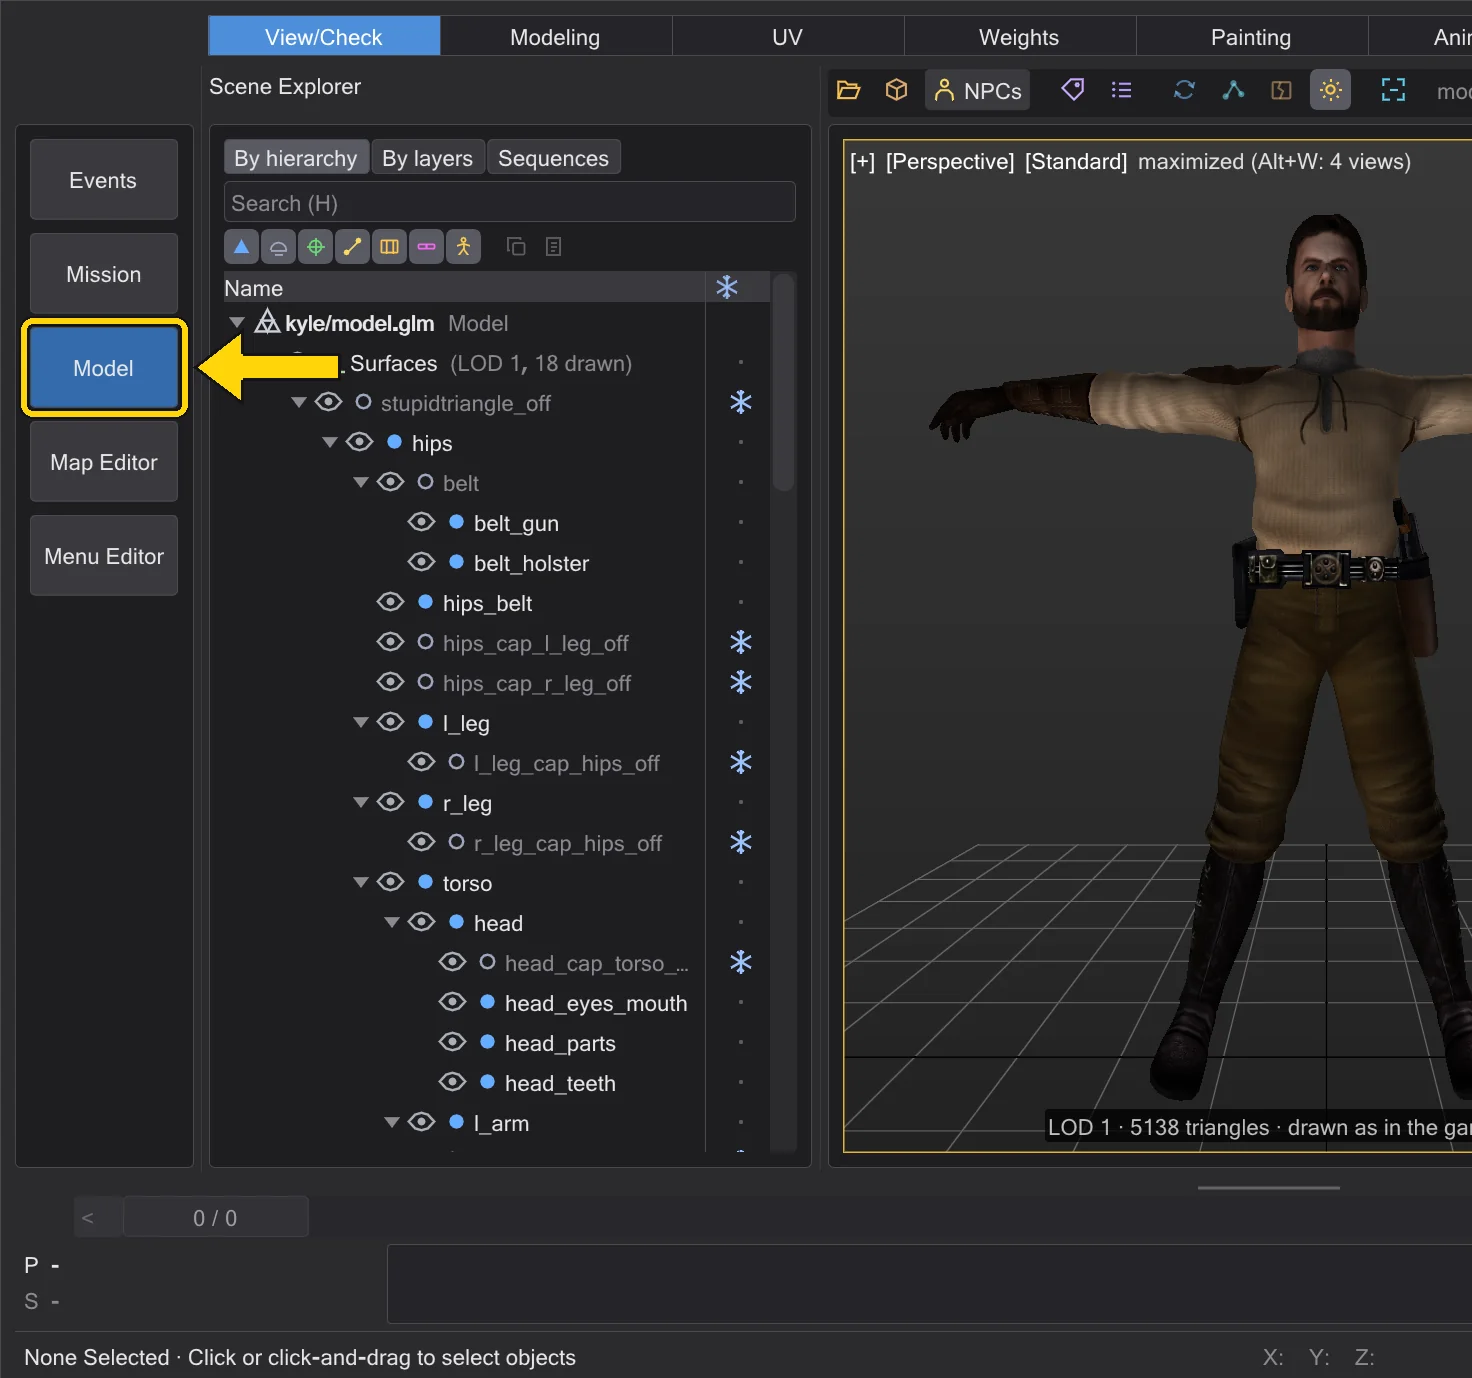 View/Check
Modeling
UV
Weights
Painting
Scene Explorer
NPCs
Events
Mission
Model
Map Editor
Menu Editor
By hierarchy
By layers
Sequences
Search (H)
Name
kyle/model.glm Model
Surfaces (LOD 1, 18 drawn)
stupidtriangle_off
hips
belt
belt_gun
belt_holster
hips_belt
hips_cap_l_leg_off
hips_cap_r_leg_off
l_leg
l_leg_cap_hips_off
r_leg
r_leg_cap_hips_off
torso
head
head_cap_torso_...
head_eyes_mouth
head_parts
head_teeth
l_arm
[+] [Perspective] [Standard] maximized (Alt+W: 4 views)
LOD 1 · 5138 triangles · drawn as in the
< 0 / 0
P -
S -
None Selected · Click or click-and-drag to select objects
X: Y: Z: